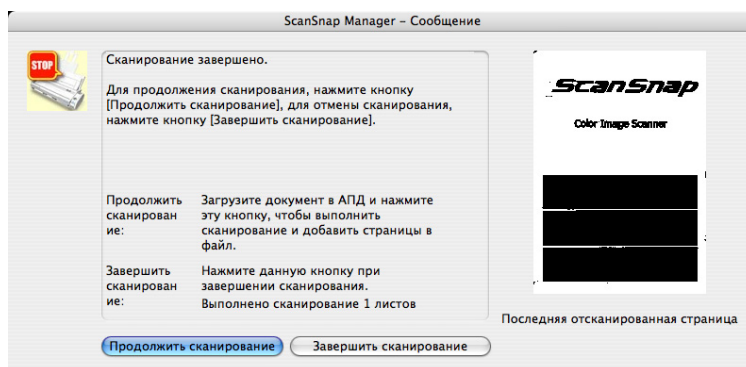 ScanSnap Manager – Сообщение
STOP
Сканирование завершено.
Для продолжения сканирования, нажмите кнопку
[Продолжить сканирование], для отмены сканирования,
нажмите кнопку [Завершить сканирование].
Продолжить
сканирован
ие:
Загрузите документ в АПД и нажмите
эту кнопку, чтобы выполнить
сканирование и добавить страницы в
файл.
Завершить
сканирован
ие:
Нажмите данную кнопку при
завершении сканирования.
Выполнено сканирование 1 листов
ScanSnap
Color Image Scanner
Последняя отсканированная страница
Продолжить сканирование
Завершить сканирование